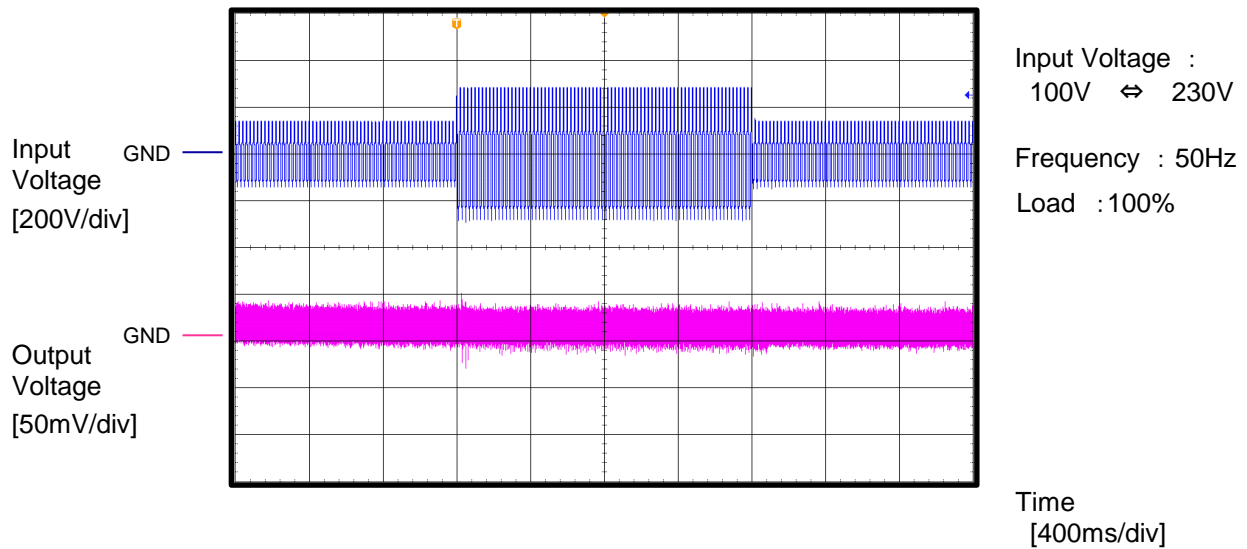 T
Input Voltage :
100V ⇔ 230V
Input
Voltage
[200V/div]
GND
Frequency : 50Hz
Load :100%
GND
Output
Voltage
[50mV/div]
Time
[400ms/div]